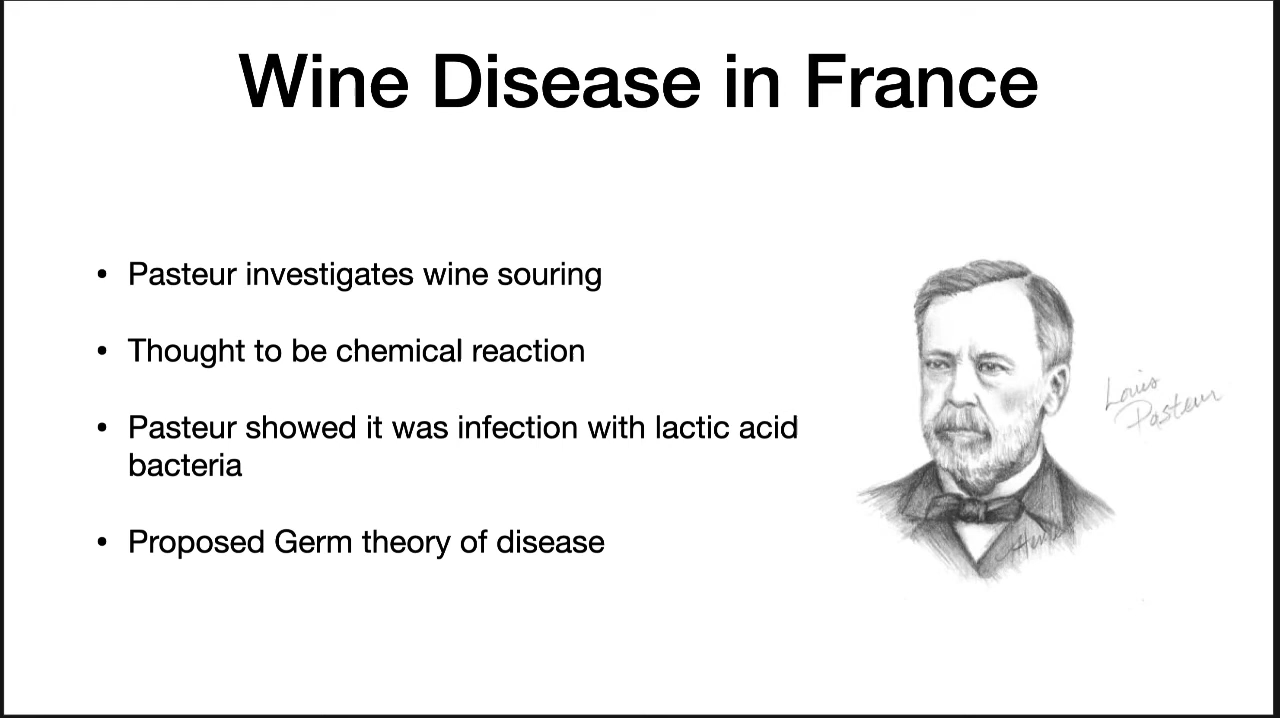 Wine Disease in France
• Pasteur investigates wine souring
• Thought to be chemical reaction
• Pasteur showed it was infection with lactic acid
bacteria
• Proposed Germ theory of disease
Louis
Pasteur